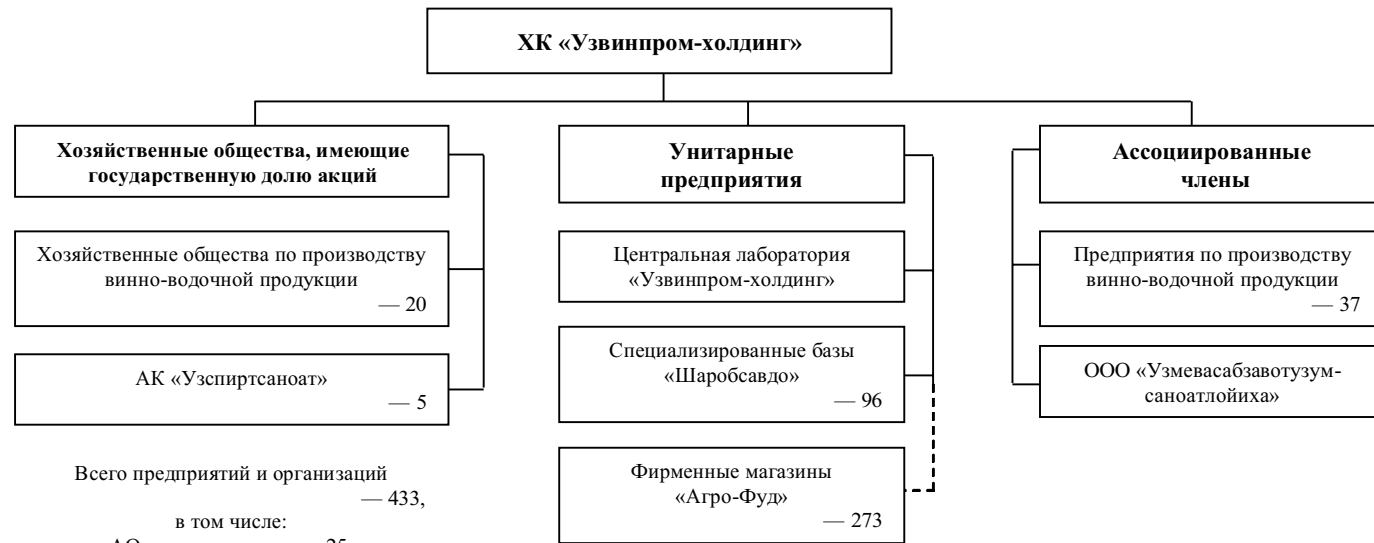 ХК «Узвинпром-холдинг»
Хозяйственные общества, имеющие
государственную долю акций
Хозяйственные общества по производству
винно-водочной продукции
— 20
АК «Узспиртсаноат»
— 5
Всего предприятий и организаций
— 433,
в том числе:
Унитарные
предприятия
Центральная лаборатория
«Узвинпром-холдинг»
Специализированные базы
«Шаробсавдо»
— 96
Фирменные магазины
«Агро-Фуд»
— 273
Ассоциированные
члены
Предприятия по производству
винно-водочной продукции
— 37
ООО «Узмевасабзавотузум-
саноатлойиха»